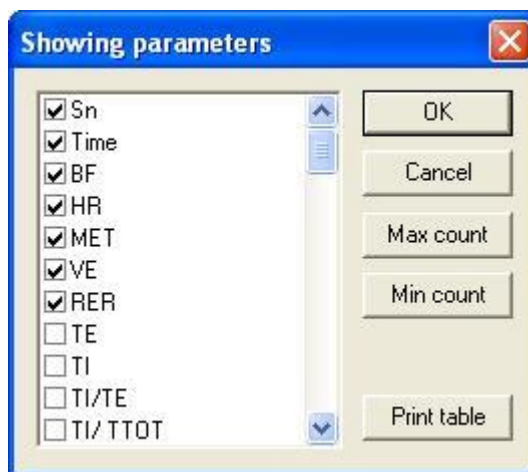 Showing parameters
Sn
Time
BF
HR
MET
VE
RER
TE
TI
TI/TE
TI/ TTOT
OK
Cancel
Max count
Min count
Print table